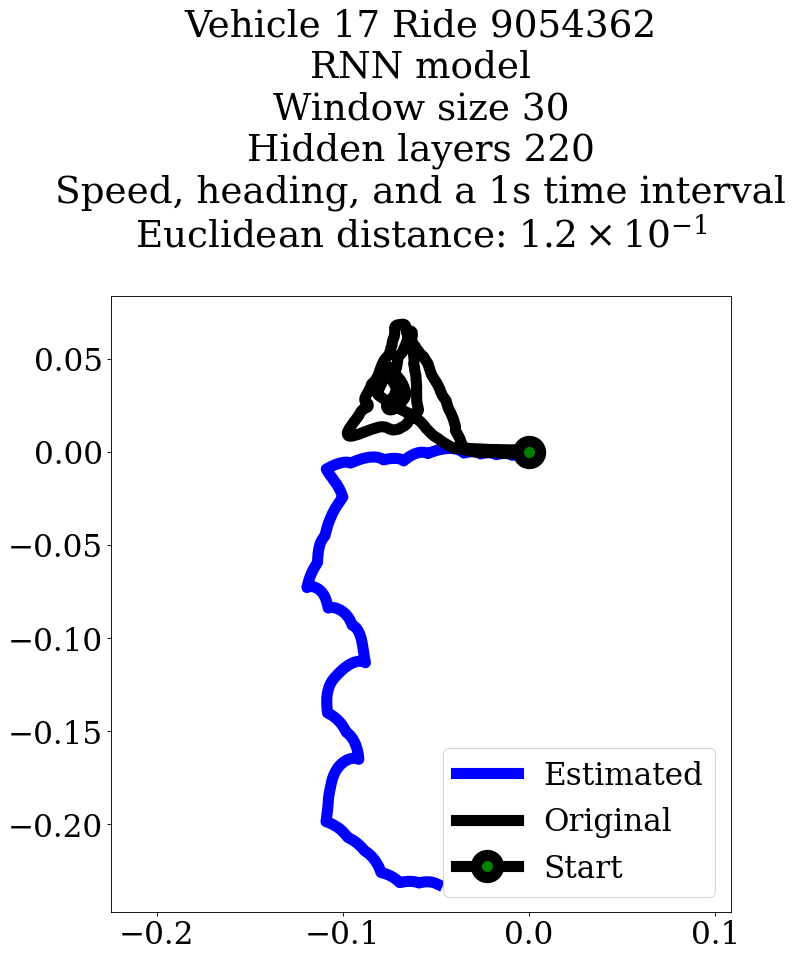 Vehicle 17 Ride 9054362
RNN model
Window size 30
Hidden layers 220
Speed, heading, and a 1s time interval
Euclidean distance: 1.2 × 10⁻¹
0.05
0.00
−0.05
−0.10
−0.15
−0.20
Estimated
Original
Start
−0.2
−0.1
0.0
0.1